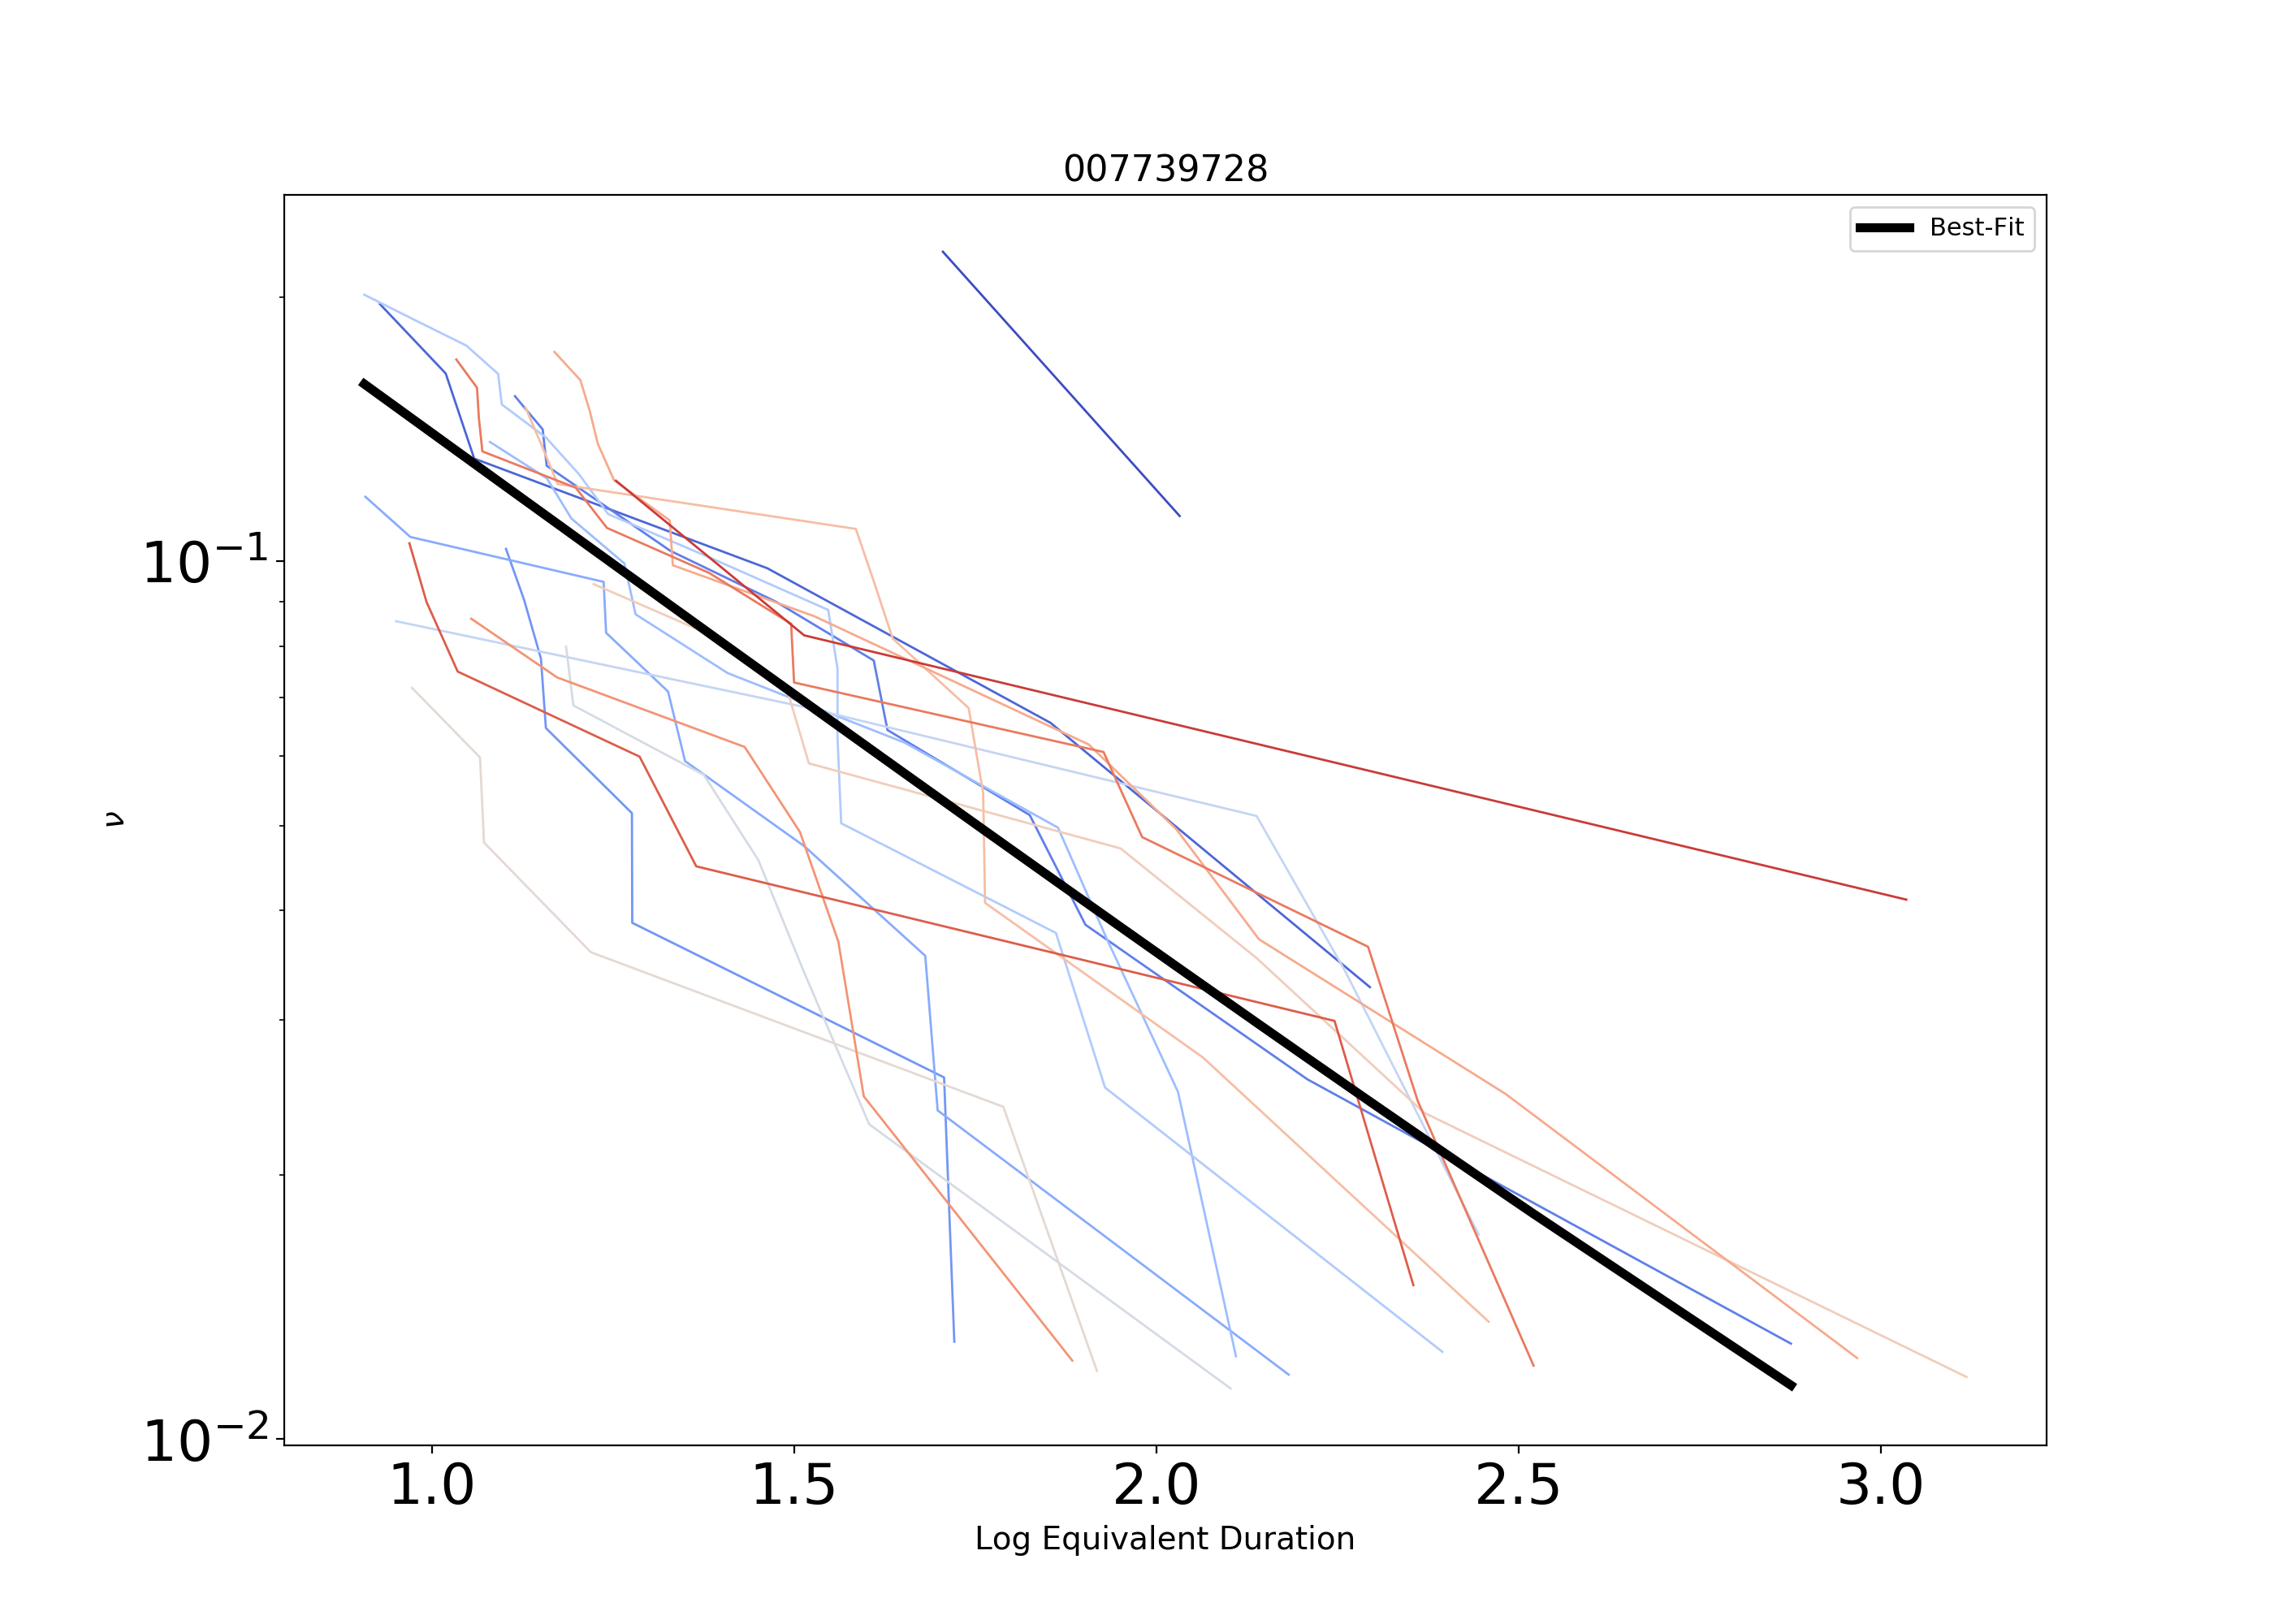 007739728
Best-Fit
10⁻¹
ν
10⁻²
1.0 1.5 2.0 2.5 3.0
Log Equivalent Duration